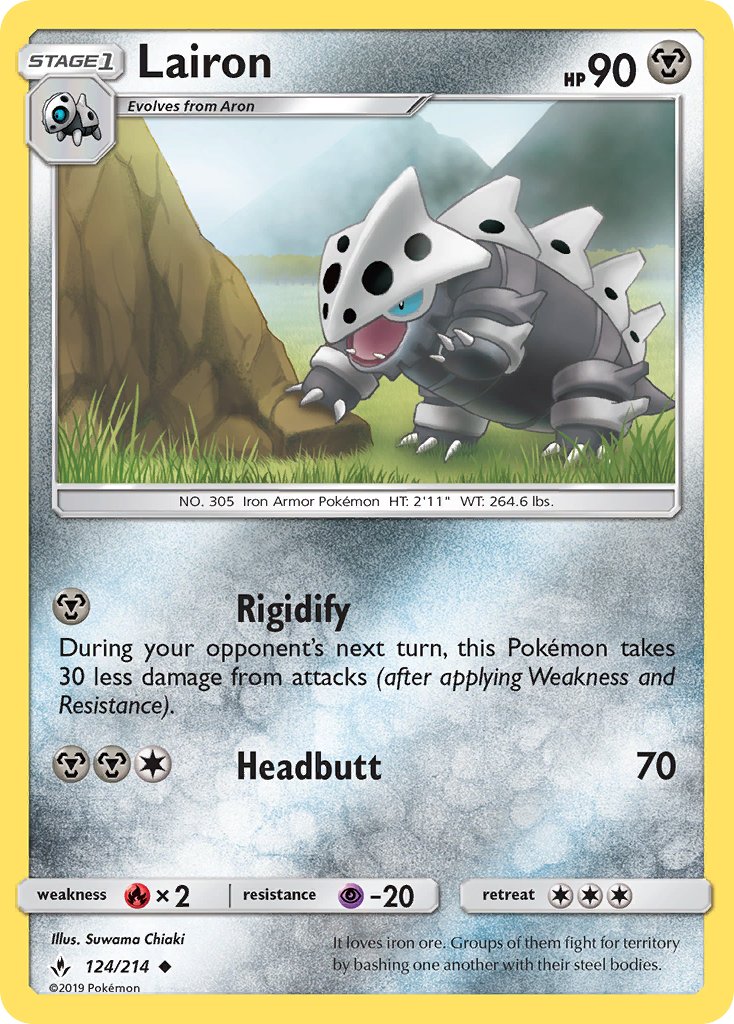 STAGE1
Lairon
HP90
Evolves from Aron
NO. 305 Iron Armor Pokémon HT: 2'11" WT: 264.6 lbs.
Rigidify
During your opponent's next turn, this Pokémon takes
30 less damage from attacks (after applying Weakness and
Resistance).
Headbutt 70
weakness ×2 resistance -20 retreat
Illus. Suwama Chiaki
124/214 ◆
©2019 Pokémon
It loves iron ore. Groups of them fight for territory
by bashing one another with their steel bodies.